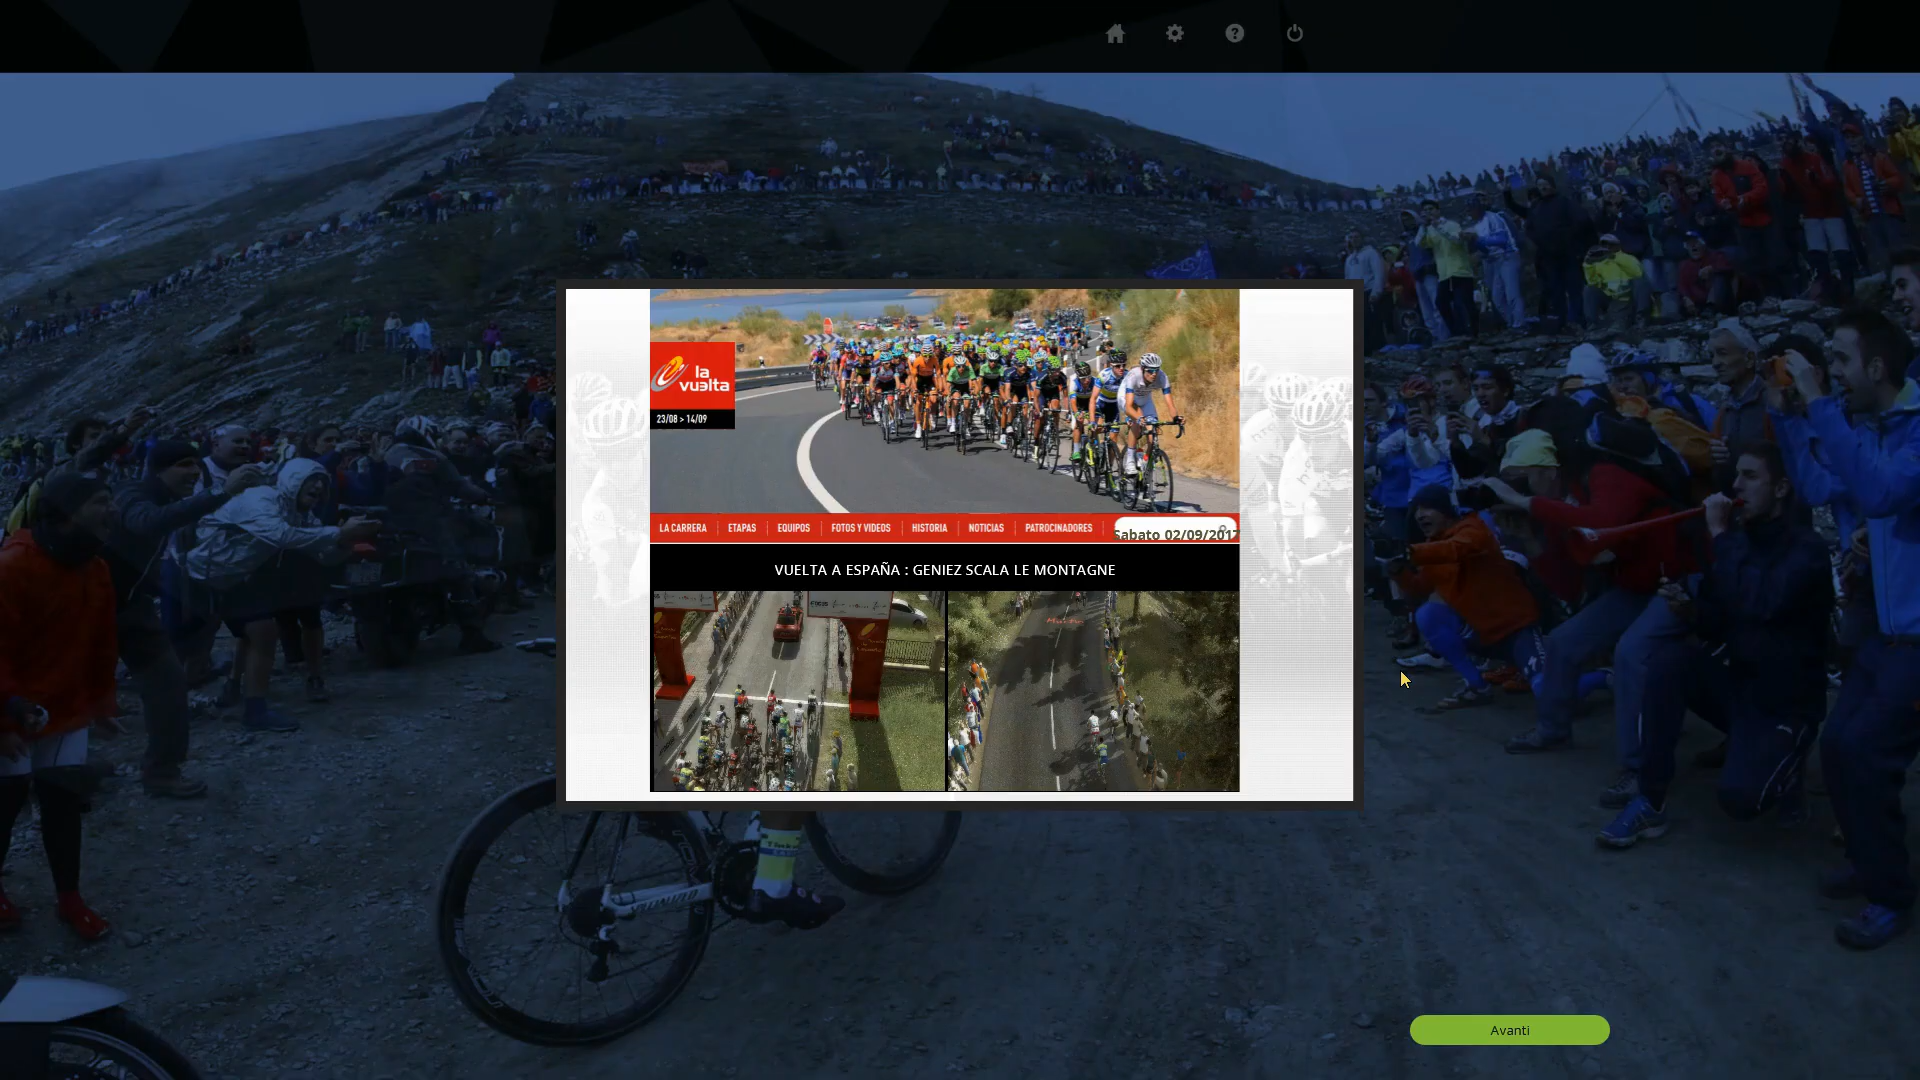 la
vuelta
23/08 > 14/09
LA CARRERA
ETAPAS
EQUIPOS
FOTOS Y VIDEOS
HISTORIA
NOTICIAS
PATROCINADORES
Sabato 02/09/2017
VUELTA A ESPAÑA : GENIEZ SCALA LE MONTAGNE
SPECIALIZED
Avanti